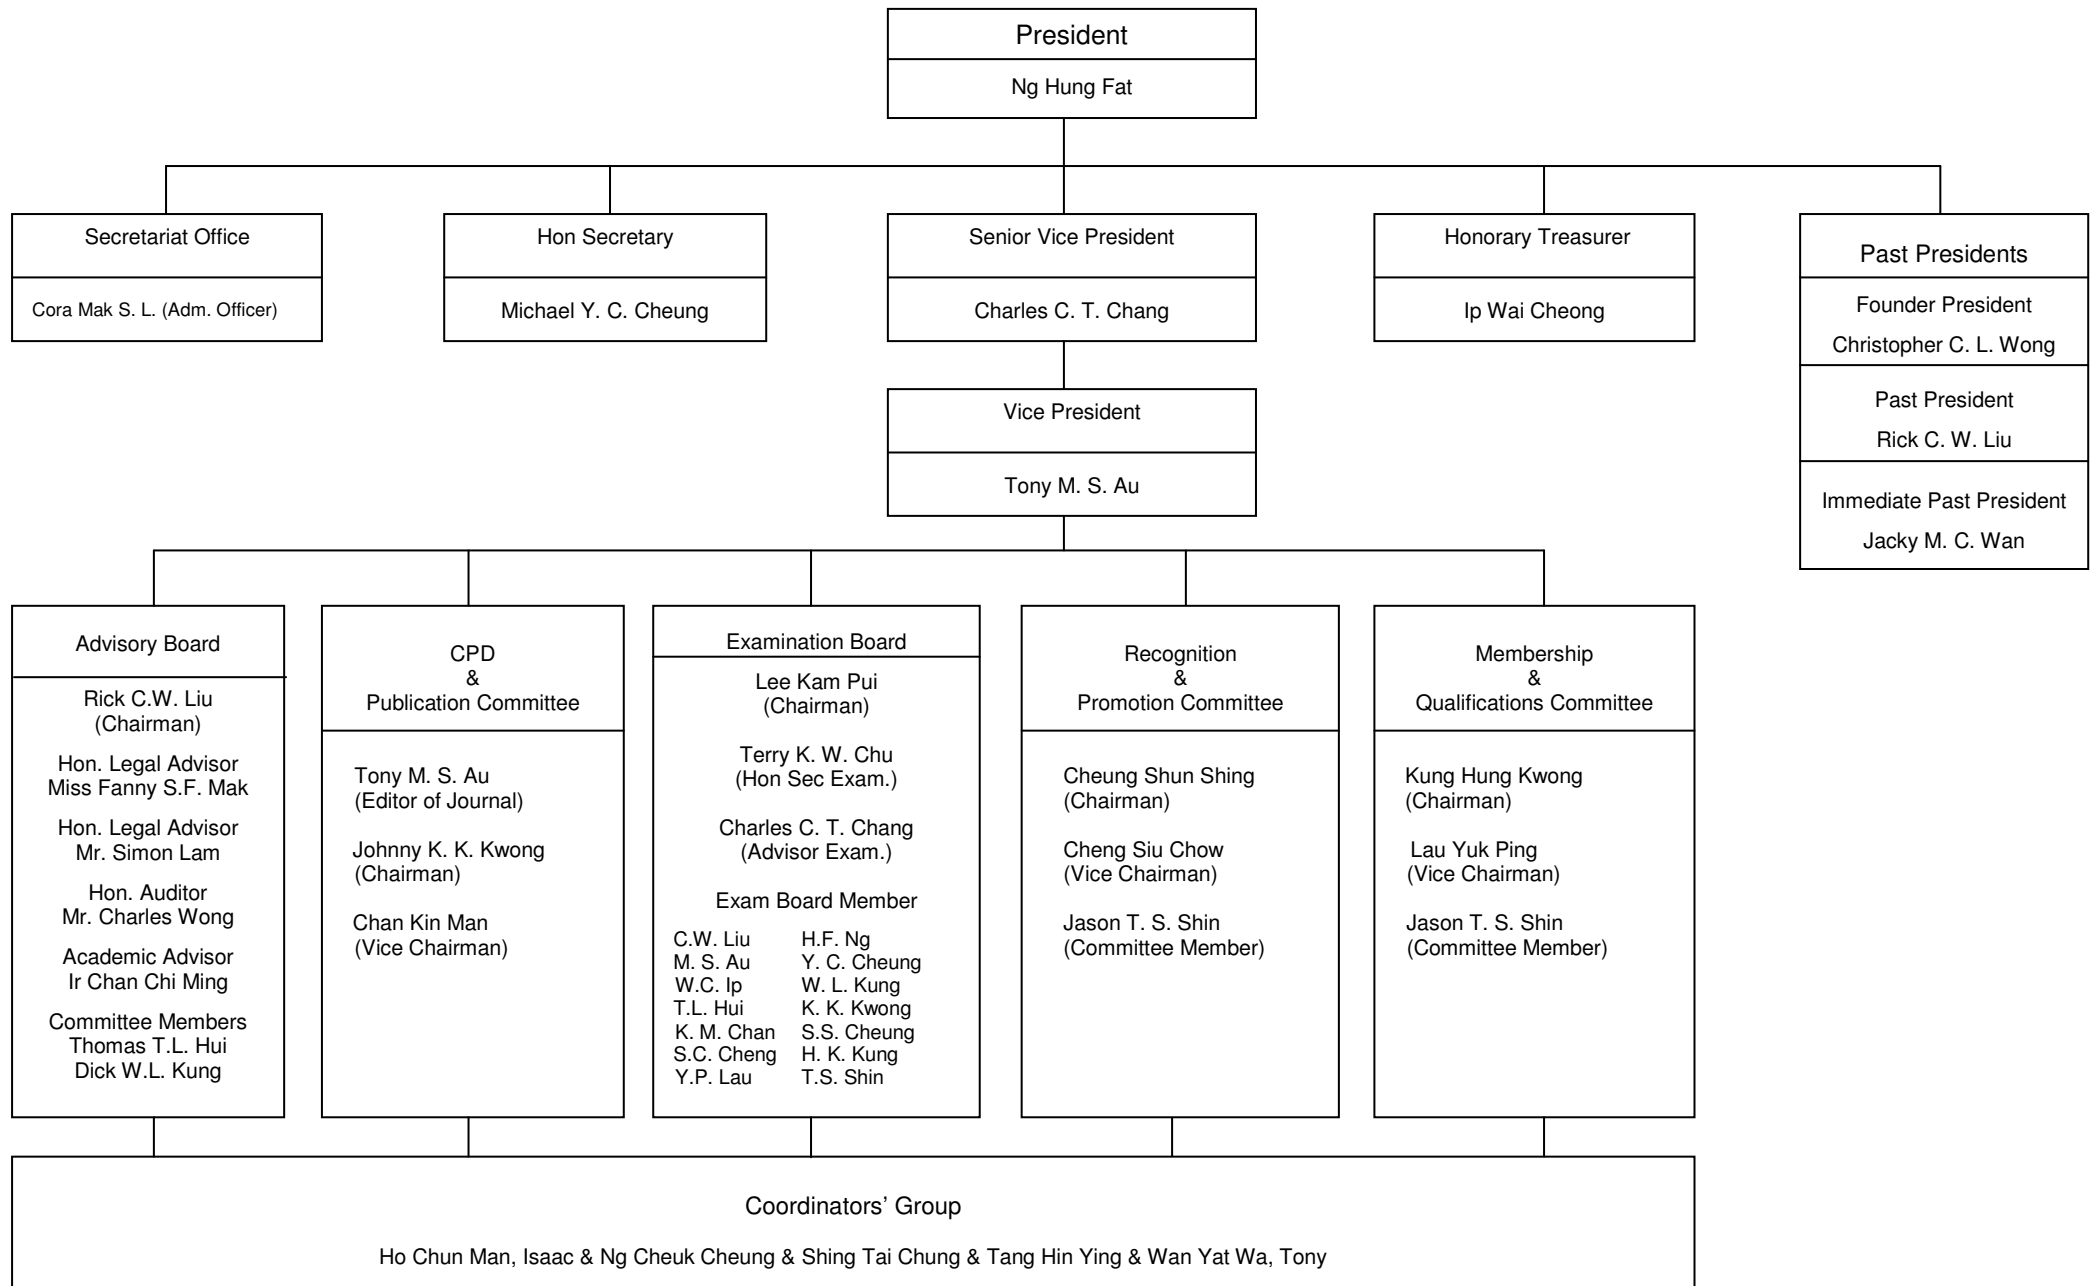 President
Ng Hung Fat
Secretariat Office
Cora Mak S. L. (Adm. Officer)
Hon Secretary
Michael Y. C. Cheung
Senior Vice President
Charles C. T. Chang
Honorary Treasurer
Ip Wai Cheong
Past Presidents
Founder President
Christopher C. L. Wong
Past President
Rick C. W. Liu
Immediate Past President
Jacky M. C. Wan
Vice President
Tony M. S. Au
Advisory Board
Rick C.W. Liu
(Chairman)
Hon. Legal Advisor
Miss Fanny S.F. Mak
Hon. Legal Advisor
Mr. Simon Lam
Hon. Auditor
Mr. Charles Wong
Academic Advisor
Ir Chan Chi Ming
Committee Members
Thomas T.L. Hui
Dick W.L. Kung
CPD
&
Publication Committee
Tony M. S. Au
(Editor of Journal)
Johnny K. K. Kwong
(Chairman)
Chan Kin Man
(Vice Chairman)
Examination Board
Lee Kam Pui
(Chairman)
Terry K. W. Chu
(Hon Sec Exam.)
Charles C. T. Chang
(Advisor Exam.)
Exam Board Member
C.W. Liu H.F. Ng
M. S. Au Y. C. Cheung
W.C. Ip W. L. Kung
T.L. Hui K. K. Kwong
K. M. Chan S.S. Cheung
S.C. Cheng H. K. Kung
Y.P. Lau T.S. Shin
Recognition
&
Promotion Committee
Cheung Shun Shing
(Chairman)
Cheng Siu Chow
(Vice Chairman)
Jason T. S. Shin
(Committee Member)
Membership
&
Qualifications Committee
Kung Hung Kwong
(Chairman)
Lau Yuk Ping
(Vice Chairman)
Jason T. S. Shin
(Committee Member)
Coordinators’ Group
Ho Chun Man, Isaac & Ng Cheuk Cheung & Shing Tai Chung & Tang Hin Ying & Wan Yat Wa, Tony